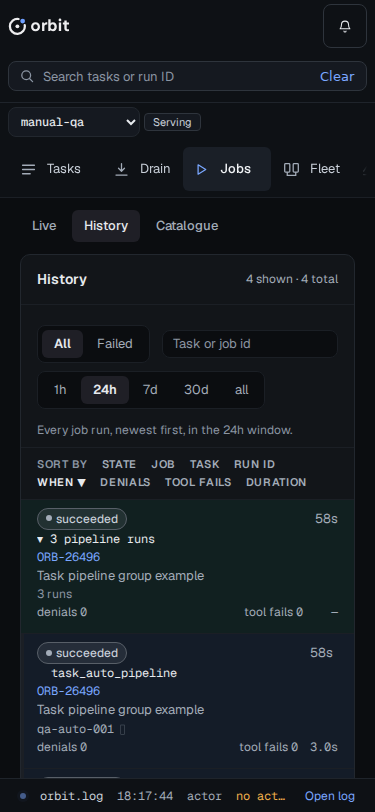 orbit
Search tasks or run ID Clear
manual-qa Serving
Tasks Drain Jobs Fleet
Live History Catalogue
History 4 shown · 4 total
All Failed Task or job id
1h 24h 7d 30d all
Every job run, newest first, in the 24h window.
SORT BY STATE JOB TASK RUN ID
WHEN ▼ DENIALS TOOL FAILS DURATION
succeeded 58s
▾ 3 pipeline runs
ORB-26496
Task pipeline group example
3 runs
denials 0 tool fails 0 —
succeeded 58s
task_auto_pipeline
ORB-26496
Task pipeline group example
qa-auto-001
denials 0 tool fails 0 3.0s
orbit.log 18:17:44 actor no act… Open log